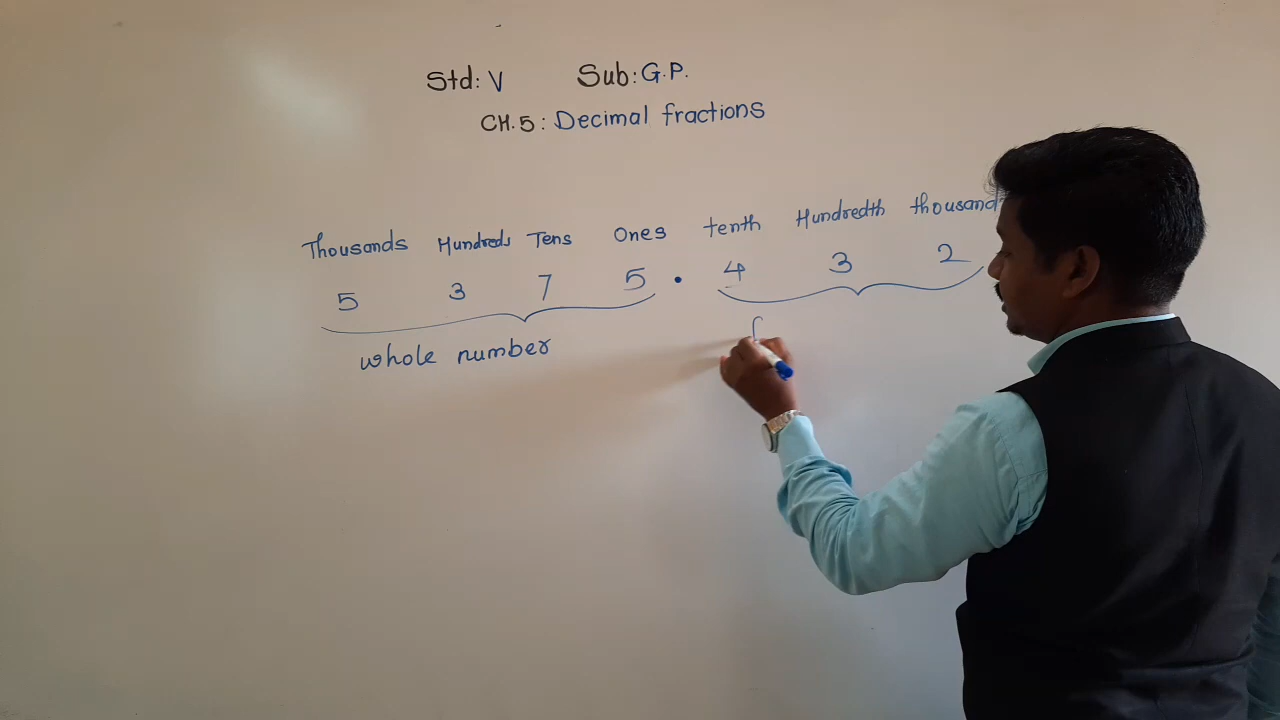 Std: V Sub: G.P.
CH.5: Decimal fractions
Thousands Hundreds Tens Ones tenth Hundredth thousand
5 3 7 5 . 4 3 2
whole number
f